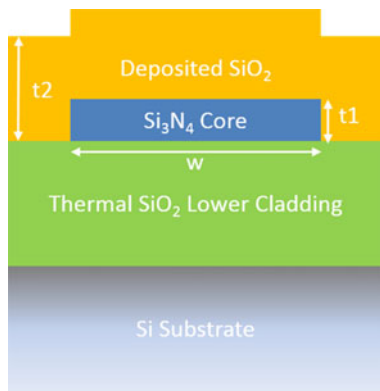 Deposited SiO₂
t2
Si₃N₄ Core
t1
w
Thermal SiO₂ Lower Cladding
Si Substrate